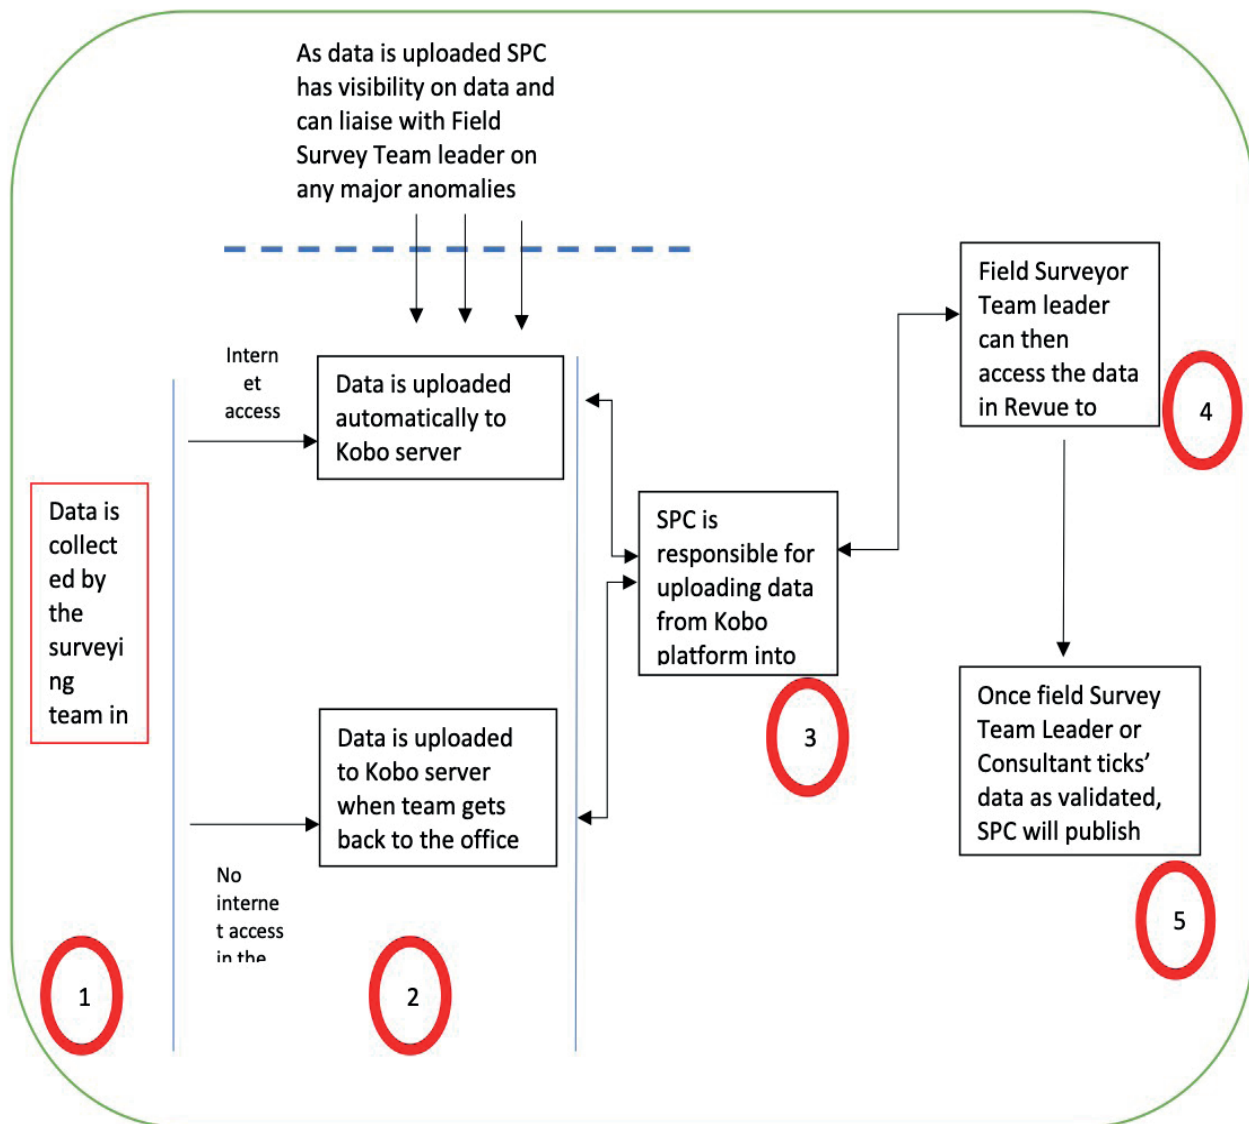 As data is uploaded SPC
has visibility on data and
can liaise with Field
Survey Team leader on
any major anomalies
Intern
et
access
Data is uploaded
automatically to
Kobo server
Data is
collect
ed by
the
surveyi
ng
team in
Data is uploaded
to Kobo server
when team gets
back to the office
No
interne
t access
in the
1
2
SPC is
responsible for
uploading data
from Kobo
platform into
3
Field Surveyor
Team leader
can then
access the data
in Revue to
4
Once field Survey
Team Leader or
Consultant ticks’
data as validated,
SPC will publish
5